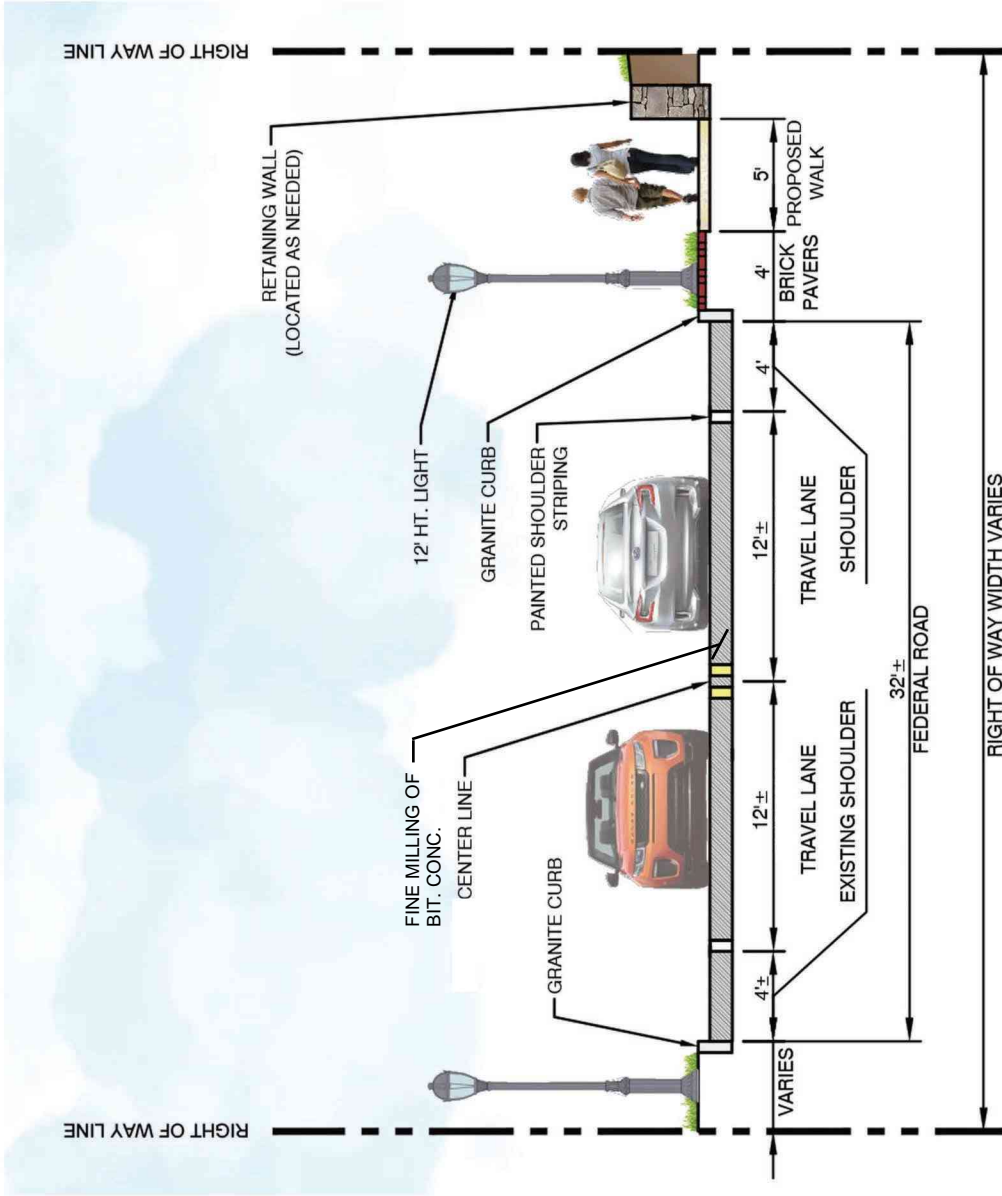 RIGHT OF WAY LINE
RIGHT OF WAY LINE
RETAINING WALL
(LOCATED AS NEEDED)
12' HT. LIGHT
GRANITE CURB
PAINTED SHOULDER
STRIPING
FINE MILLING OF
BIT. CONC.
CENTER LINE
GRANITE CURB
VARIES
4'±
12'±
12'±
4'
4'
5'
BRICK
PAVERS
PROPOSED
WALK
TRAVEL LANE
TRAVEL LANE
EXISTING SHOULDER
SHOULDER
32'±
FEDERAL ROAD
RIGHT OF WAY WIDTH VARIES